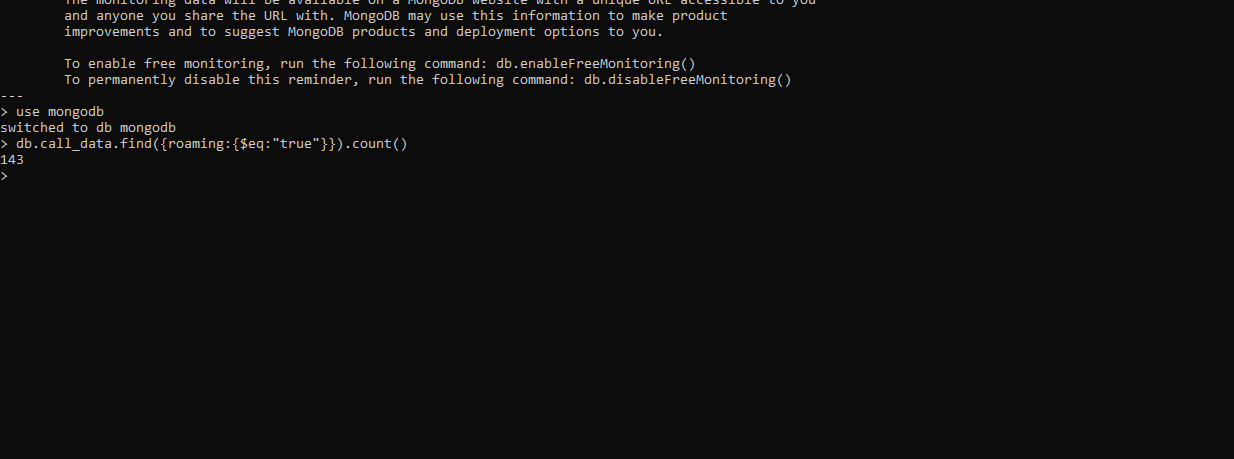 The monitoring data will be available on a MongoDB website with a unique URL accessible to you
and anyone you share the URL with. MongoDB may use this information to make product
improvements and to suggest MongoDB products and deployment options to you.
To enable free monitoring, run the following command: db.enableFreeMonitoring()
To permanently disable this reminder, run the following command: db.disableFreeMonitoring()
---
> use mongodb
switched to db mongodb
> db.call_data.find({roaming:{$eq:"true"}}).count()
143
>